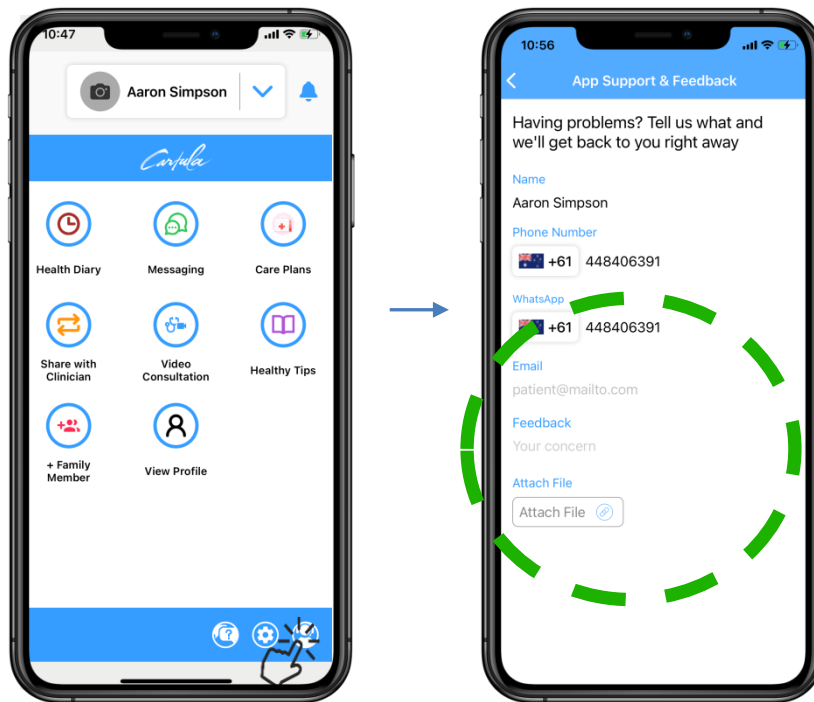 10:47
Aaron Simpson
Cartula
Health Diary
Messaging
Care Plans
Share with
Clinician
Video
Consultation
Healthy Tips
+ Family
Member
View Profile
10:56
App Support & Feedback
Having problems? Tell us what and
we'll get back to you right away
Name
Aaron Simpson
Phone Number
+61 448406391
WhatsApp
+61 448406391
Email
patient@mailto.com
Feedback
Your concern
Attach File
Attach File